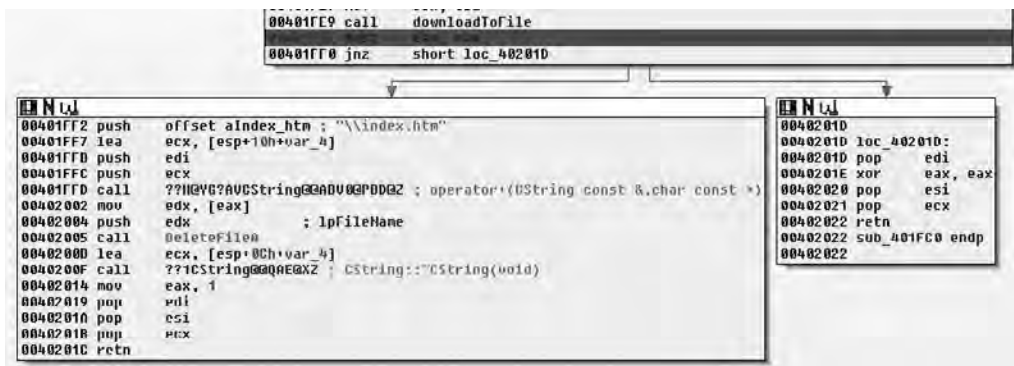 00401FE9 call downloadToFile
00401FF0 jnz short loc_40201D
00401FF2 push offset aIndex_htm ; "\\index.htm"
00401FF7 lea ecx, [esp+10h+var_4]
00401FFB push edi
00401FFC push ecx
00401FFD call ??H@YG?AVCString@@ABV0@PBD@Z ; operator+(CString const &,char const *)
00402002 mov edx, [eax]
00402004 push edx ; lpFileName
00402005 call DeleteFileA
0040200B lea ecx, [esp+0Ch+var_4]
0040200F call ??1CString@@QAE@XZ ; CString::~CString(void)
00402014 mov eax, 1
00402019 pop edi
0040201A pop esi
0040201B pop ecx
0040201C retn
0040201D
0040201D loc_40201D:
0040201D pop edi
0040201E xor eax, eax
00402020 pop esi
00402021 pop ecx
00402022 retn
00402022 sub_401FC0 endp
00402022